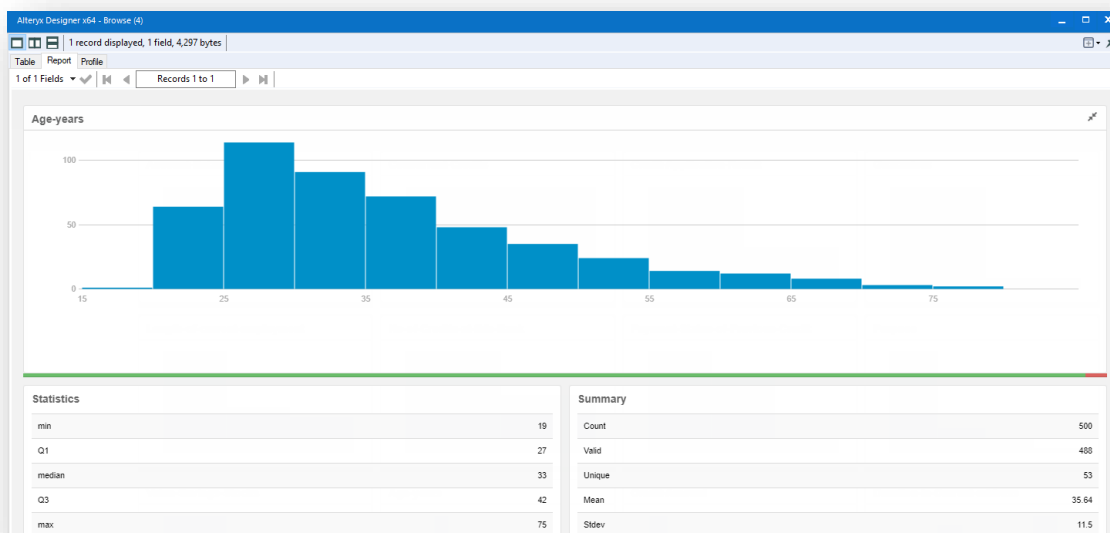 Alteryx Designer x64 - Browse (4)
1 record displayed, 1 field, 4,297 bytes
Table Report Profile
1 of 1 Fields Records 1 to 1
Age-years
100
50
0
15 25 35 45 55 65 75
Statistics
min 19
Q1 27
median 33
Q3 42
max 75
Summary
Count 500
Valid 488
Unique 53
Mean 35.64
Stdev 11.5